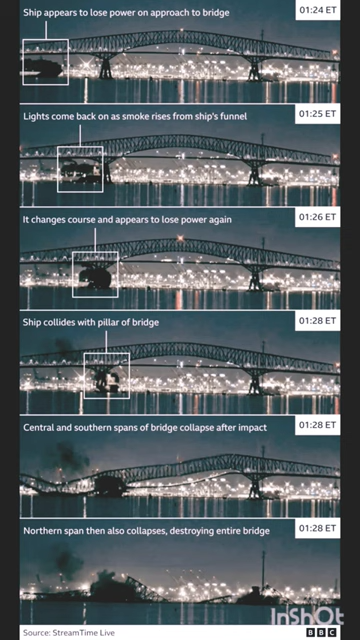 Ship appears to lose power on approach to bridge
01:24 ET
Lights come back on as smoke rises from ship's funnel
01:25 ET
It changes course and appears to lose power again
01:26 ET
Ship collides with pillar of bridge
01:28 ET
Central and southern spans of bridge collapse after impact
01:28 ET
Northern span then also collapses, destroying entire bridge
01:28 ET
InShOt
Source: StreamTime Live
BBC